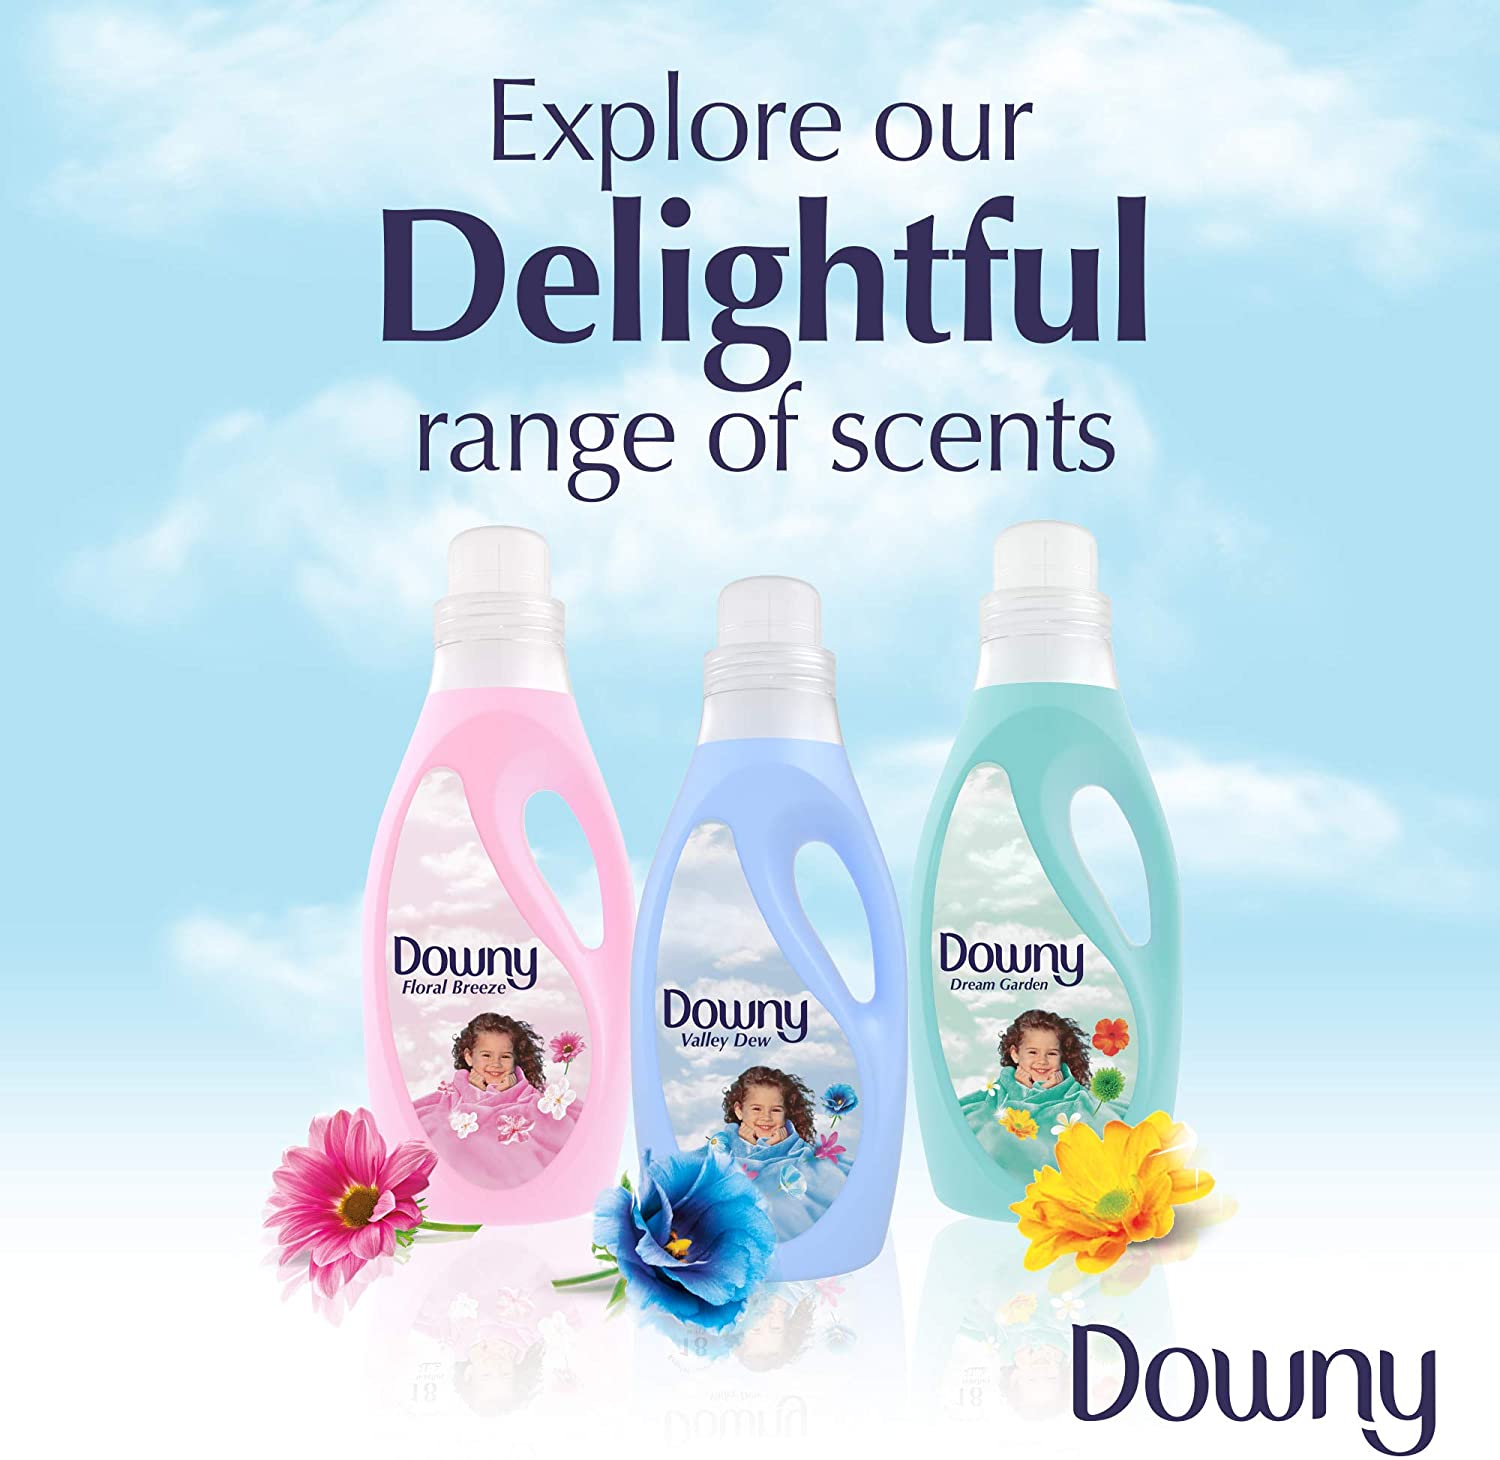 Explore our
Delightful
range of scents
Downy
Floral Breeze
Downy
Valley Dew
Downy
Dream Garden
Downy